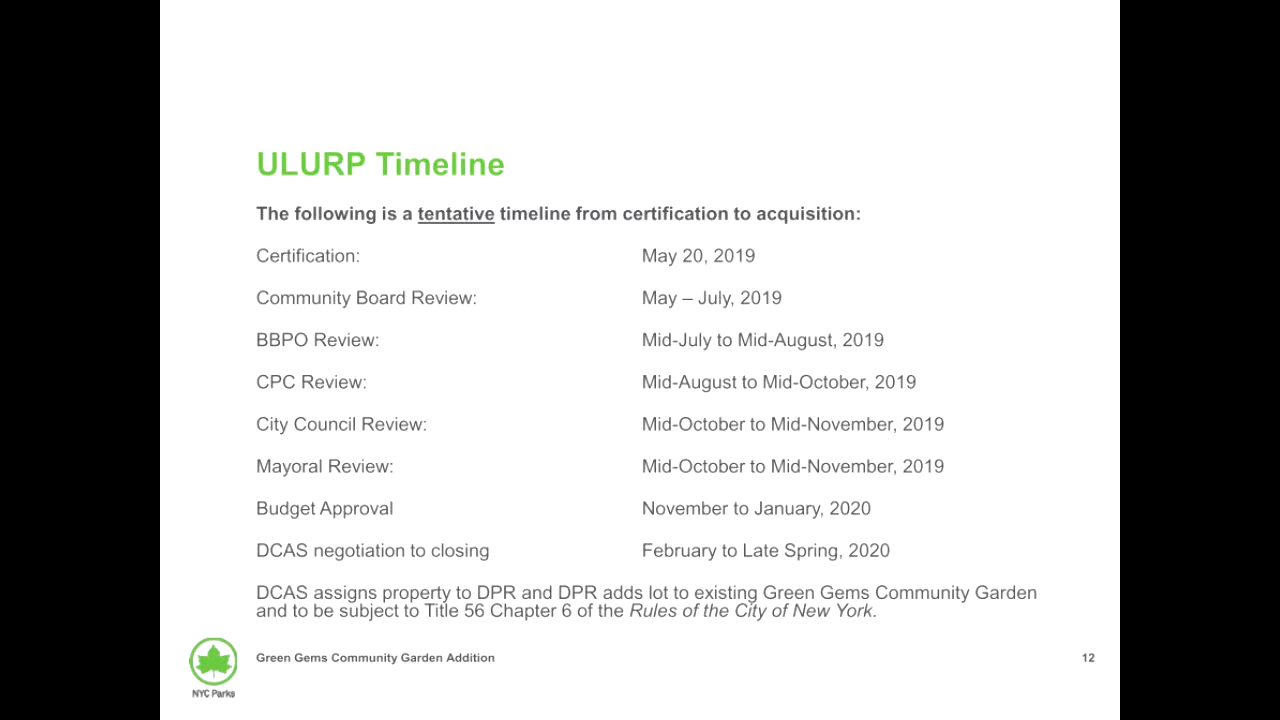 ULURP Timeline
The following is a tentative timeline from certification to acquisition:
Certification: May 20, 2019
Community Board Review: May – July, 2019
BBPO Review: Mid-July to Mid-August, 2019
CPC Review: Mid-August to Mid-October, 2019
City Council Review: Mid-October to Mid-November, 2019
Mayoral Review: Mid-October to Mid-November, 2019
Budget Approval November to January, 2020
DCAS negotiation to closing February to Late Spring, 2020
DCAS assigns property to DPR and DPR adds lot to existing Green Gems Community Garden
and to be subject to Title 56 Chapter 6 of the Rules of the City of New York.
Green Gems Community Garden Addition 12
NYC Parks